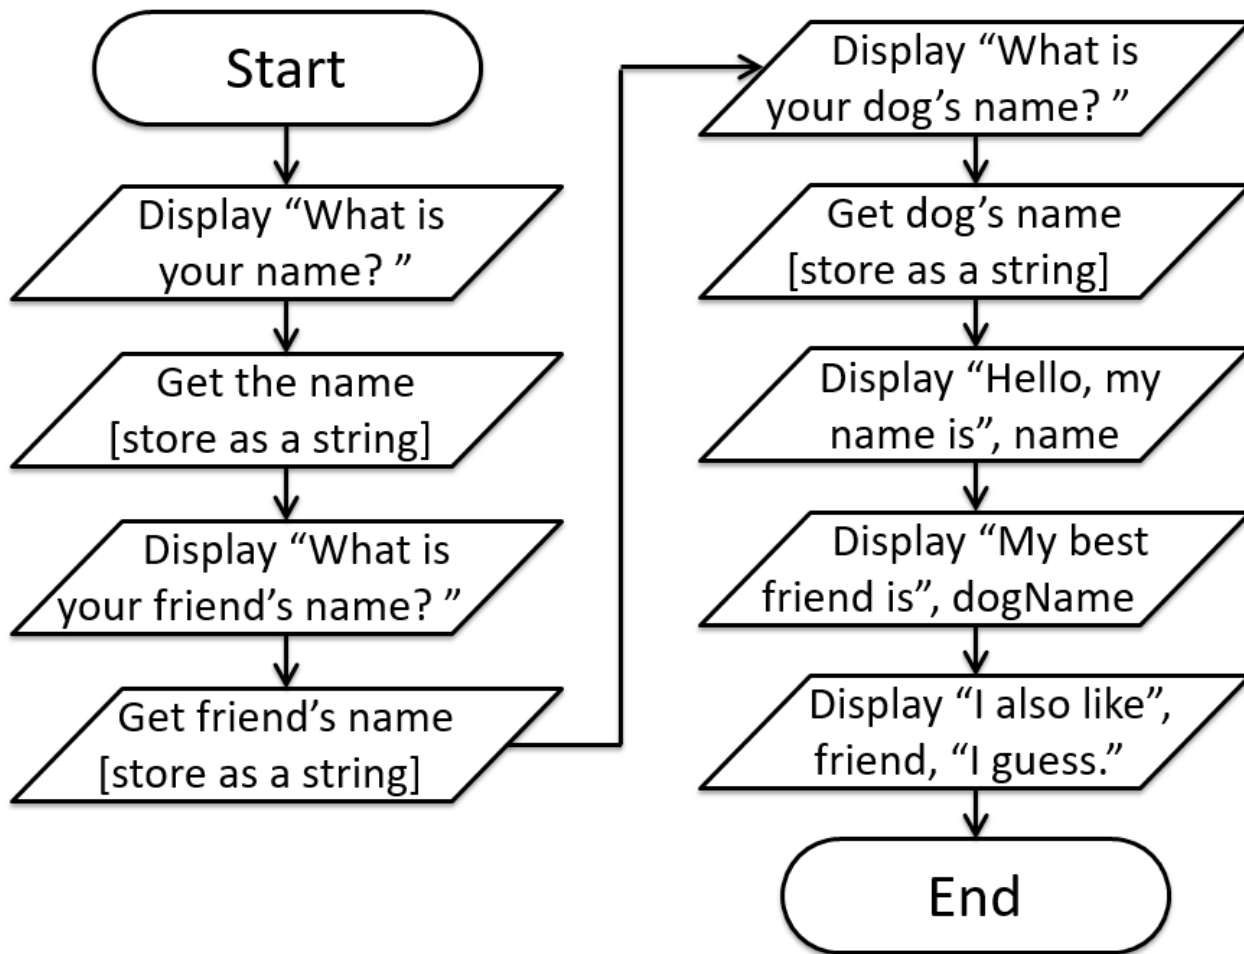 Start
Display “What is
your name? ”
Get the name
[store as a string]
Display “What is
your friend’s name? ”
Get friend’s name
[store as a string]
Display “What is
your dog’s name? ”
Get dog’s name
[store as a string]
Display “Hello, my
name is”, name
Display “My best
friend is”, dogName
Display “I also like”,
friend, “I guess.”
End